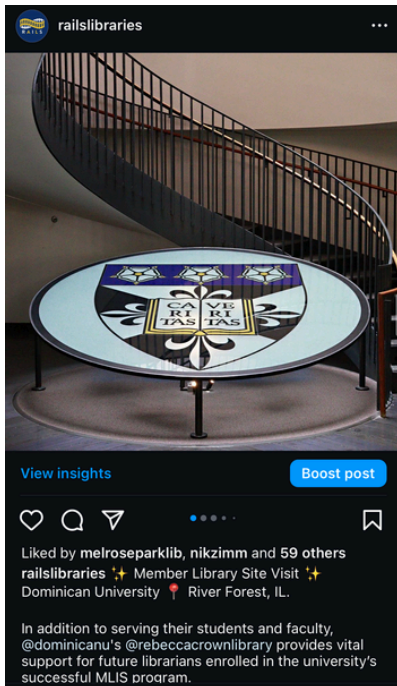 RAILS
railslibraries
CA VE
RI RI
TAS TAS
View insights
Boost post
Liked by melroseparklib, nikzimm and 59 others
railslibraries ✨ Member Library Site Visit ✨
Dominican University 📍 River Forest, IL.
In addition to serving their students and faculty,
@dominicanu's @rebeccacrownlibrary provides vital
support for future librarians enrolled in the university's
successful MLIS program.